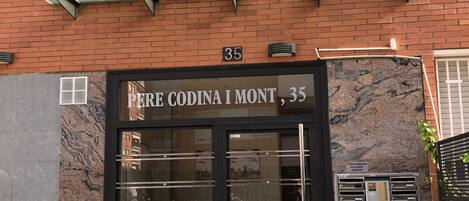 35
PERE CODINA I MONT , 35